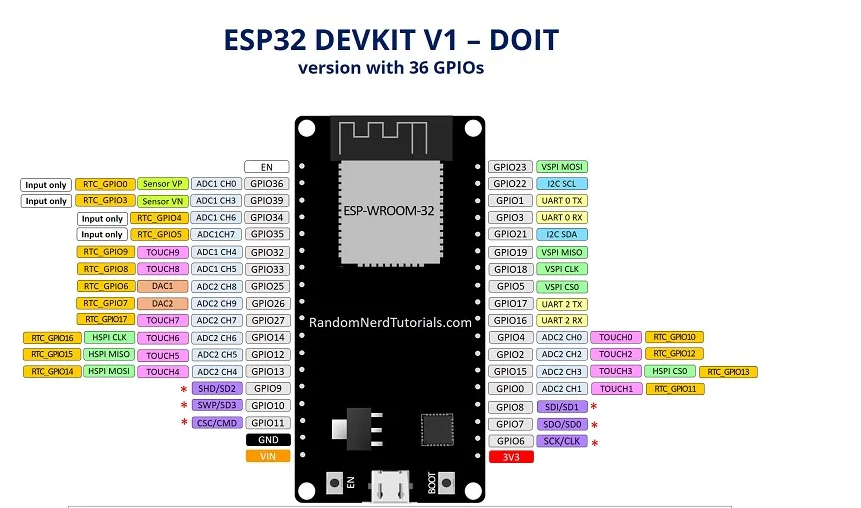 ESP32 DEVKIT V1 – DOIT
version with 36 GPIOs
EN GPIO23 VSPI MOSI
Input only RTC_GPIO0 Sensor VP ADC1 CH0 GPIO36 GPIO22 I2C SCL
Input only RTC_GPIO3 Sensor VN ADC1 CH3 GPIO39 GPIO1 UART 0 TX
Input only RTC_GPIO4 ADC1 CH6 GPIO34 ESP-WROOM-32 GPIO3 UART 0 RX
Input only RTC_GPIO5 ADC1CH7 GPIO35 GPIO21 I2C SDA
RTC_GPIO9 TOUCH9 ADC1 CH4 GPIO32 GPIO19 VSPI MISO
RTC_GPIO8 TOUCH8 ADC1 CH5 GPIO33 GPIO18 VSPI CLK
RTC_GPIO6 DAC1 ADC2 CH8 GPIO25 GPIO5 VSPI CS0
RTC_GPIO7 DAC2 ADC2 CH9 GPIO26 GPIO17 UART 2 TX
RTC_GPIO17 TOUCH7 ADC2 CH7 GPIO27 RandomNerdTutorials.com GPIO16 UART 2 RX
RTC_GPIO16 HSPI CLK TOUCH6 ADC2 CH6 GPIO14 GPIO4 ADC2 CH0 TOUCH0 RTC_GPIO10
RTC_GPIO15 HSPI MISO TOUCH5 ADC2 CH5 GPIO12 GPIO2 ADC2 CH2 TOUCH2 RTC_GPIO12
RTC_GPIO14 HSPI MOSI TOUCH4 ADC2 CH4 GPIO13 GPIO15 ADC2 CH3 TOUCH3 HSPI CS0 RTC_GPIO13
* SHD/SD2 GPIO9 GPIO0 ADC2 CH1 TOUCH1 RTC_GPIO11
* SWP/SD3 GPIO10 GPIO8 SDI/SD1 *
* CSC/CMD GPIO11 GPIO7 SDO/SD0 *
GND GPIO6 SCK/CLK *
VIN 3V3
EN BOOT